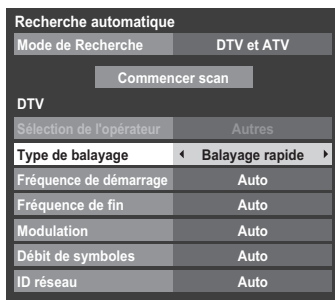 Recherche automatique
Mode de Recherche DTV et ATV
Commencer scan
DTV
Sélection de l'opérateur Autres
Type de balayage Balayage rapide
Fréquence de démarrage Auto
Fréquence de fin Auto
Modulation Auto
Débit de symboles Auto
ID réseau Auto